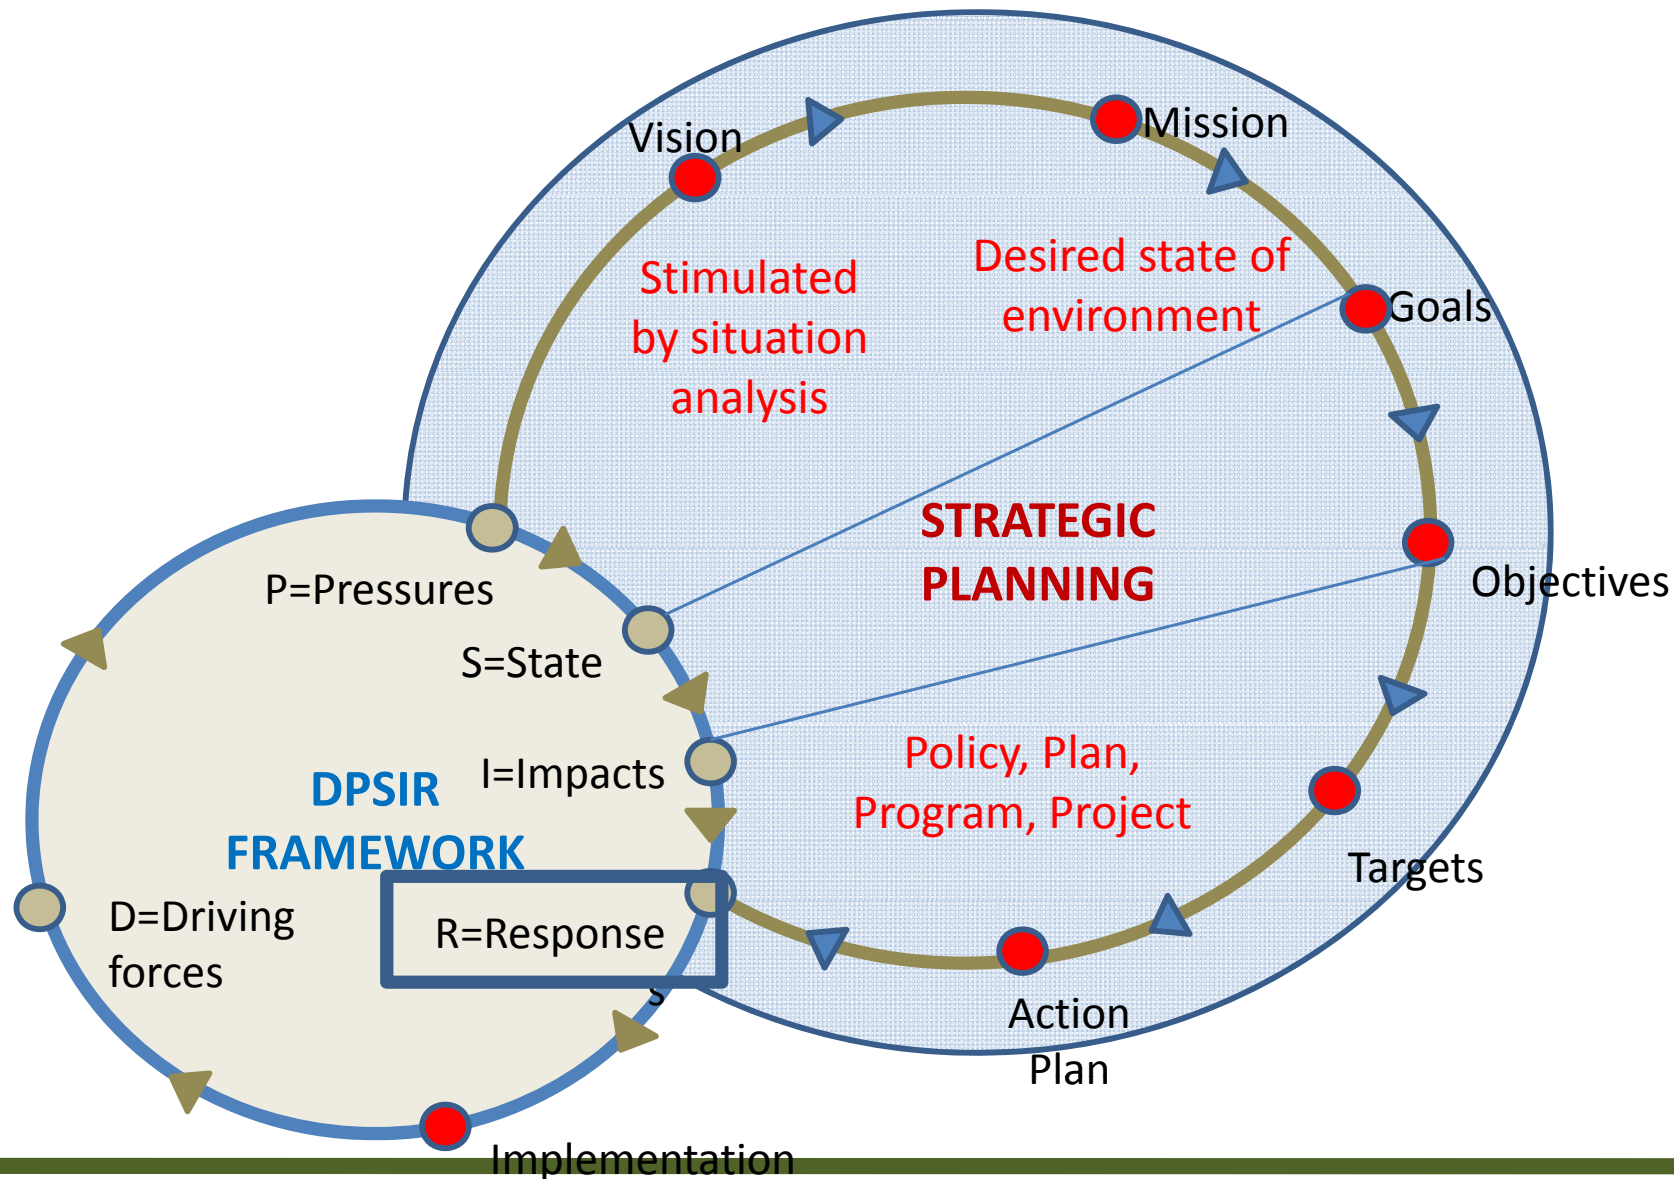 Vision
Mission
Stimulated
by situation
analysis
Desired state of
environment
Goals
STRATEGIC
PLANNING
Objectives
P=Pressures
S=State
I=Impacts
DPSIR
FRAMEWORK
Policy, Plan,
Program, Project
Targets
D=Driving
forces
R=Response
s
Action
Plan
Implementation